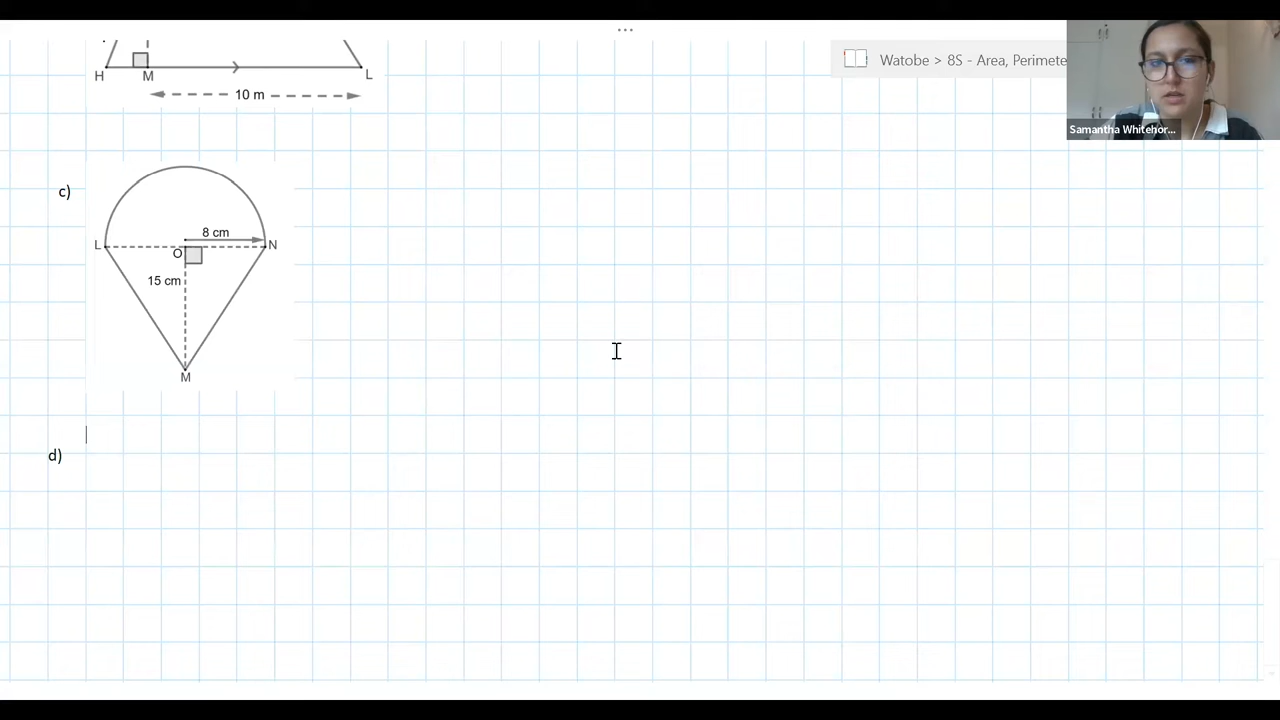 H M L
10 m
Watobe > 8S - Area, Perimete
Samantha Whitehor...
c)
8 cm
L N
O
15 cm
M
d)